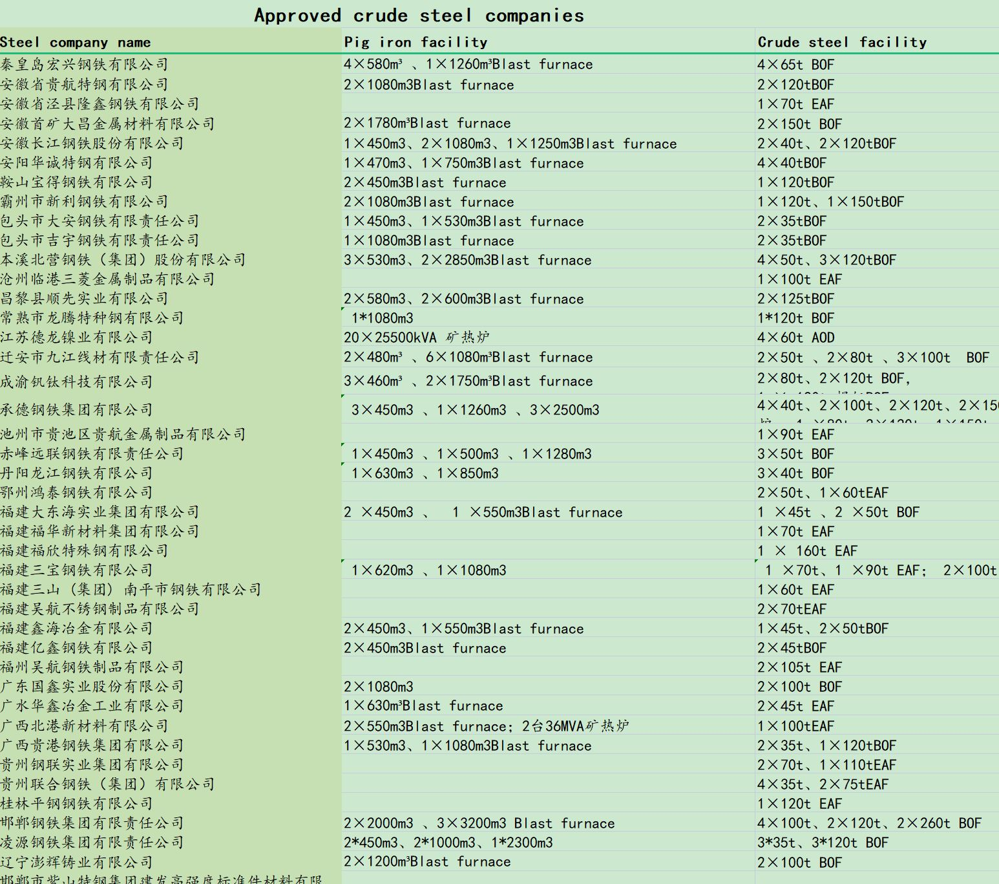 Approved crude steel companies
Steel company name Pig iron facility Crude steel facility
秦皇岛宏兴钢铁有限公司 4×580m³ 、1×1260m³Blast furnace 4×65t BOF
安徽省贵航特钢有限公司 2×1080m3Blast furnace 2×120tBOF
安徽省泾县隆鑫钢铁有限公司 1×70t EAF
安徽首矿大昌金属材料有限公司 2×1780m³Blast furnace 2×150t BOF
安徽长江钢铁股份有限公司 1×450m3、2×1080m3、1×1250m3Blast furnace 2×40t、2×120tBOF
安阳华诚特钢有限公司 1×470m3、1×750m3Blast furnace 4×40tBOF
鞍山宝得钢铁有限公司 2×450m3Blast furnace 1×120tBOF
霸州市新利钢铁有限公司 2×1080m3Blast furnace 1×120t、1×150tBOF
包头市大安钢铁有限责任公司 1×450m3、1×530m3Blast furnace 2×35tBOF
包头市吉宇钢铁有限责任公司 1×1080m3Blast furnace 2×35tBOF
本溪北营钢铁（集团）股份有限公司 3×530m3、2×2850m3Blast furnace 4×50t、3×120tBOF
沧州临港三菱金属制品有限公司 1×100t EAF
昌黎县顺先实业有限公司 2×580m3、2×600m3Blast furnace 2×125tBOF
常熟市龙腾特种钢有限公司 1*1080m3 1*120t BOF
江苏德龙镍业有限公司 20×25500kVA 矿热炉 4×60t AOD
迁安市九江线材有限责任公司 2×480m³ 、6×1080m³Blast furnace 2×50t 、2×80t 、3×100t BOF
成渝钒钛科技有限公司 3×460m³ 、2×1750m³Blast furnace 2×80t、2×120t BOF,
承德钢铁集团有限公司 3×450m3 、1×1260m3 、3×2500m3 4×40t、2×100t、2×120t、2×150
池州市贵池区贵航金属制品有限公司 1×90t EAF
赤峰远联钢铁有限责任公司 1×450m3 、1×500m3 、1×1280m3 3×50t BOF
丹阳龙江钢铁有限公司 1×630m3 、1×850m3 3×40t BOF
鄂州鸿泰钢铁有限公司 2×50t、1×60tEAF
福建大东海实业集团有限公司 2 ×450m3 、 1 ×550m3Blast furnace 1 ×45t 、2 ×50t BOF
福建福华新材料集团有限公司 1×70t EAF
福建福欣特殊钢有限公司 1 × 160t EAF
福建三宝钢铁有限公司 1×620m3 、1×1080m3 1 ×70t、1 ×90t EAF； 2×100t
福建三山（集团）南平市钢铁有限公司 1×60t EAF
福建吴航不锈钢制品有限公司 2×70tEAF
福建鑫海冶金有限公司 2×450m3、1×550m3Blast furnace 1×45t、2×50tBOF
福建亿鑫钢铁有限公司 2×450m3Blast furnace 2×45tBOF
福州吴航钢铁制品有限公司 2×105t EAF
广东国鑫实业股份有限公司 2×1080m3 2×100t BOF
广水华鑫冶金工业有限公司 1×630m³Blast furnace 2×45t EAF
广西北港新材料有限公司 2×550m3Blast furnace；2台36MVA矿热炉 1×100tEAF
广西贵港钢铁集团有限公司 1×530m3、1×1080m3Blast furnace 2×35t、1×120tBOF
贵州钢联实业集团有限公司 2×70t、1×110tEAF
贵州联合钢铁（集团）有限公司 4×35t、2×75tEAF
桂林平钢钢铁有限公司 1×120t EAF
邯郸钢铁集团有限责任公司 2×2000m3 、3×3200m3 Blast furnace 4×100t、2×120t、2×260t BOF
凌源钢铁集团有限责任公司 2*450m3、2*1000m3、1*2300m3 3*35t、3*120t BOF
辽宁澎辉铸业有限公司 2×1200m³Blast furnace 2×100t BOF
邯郸市紫山特钢集团建发高强度标准件材料有限